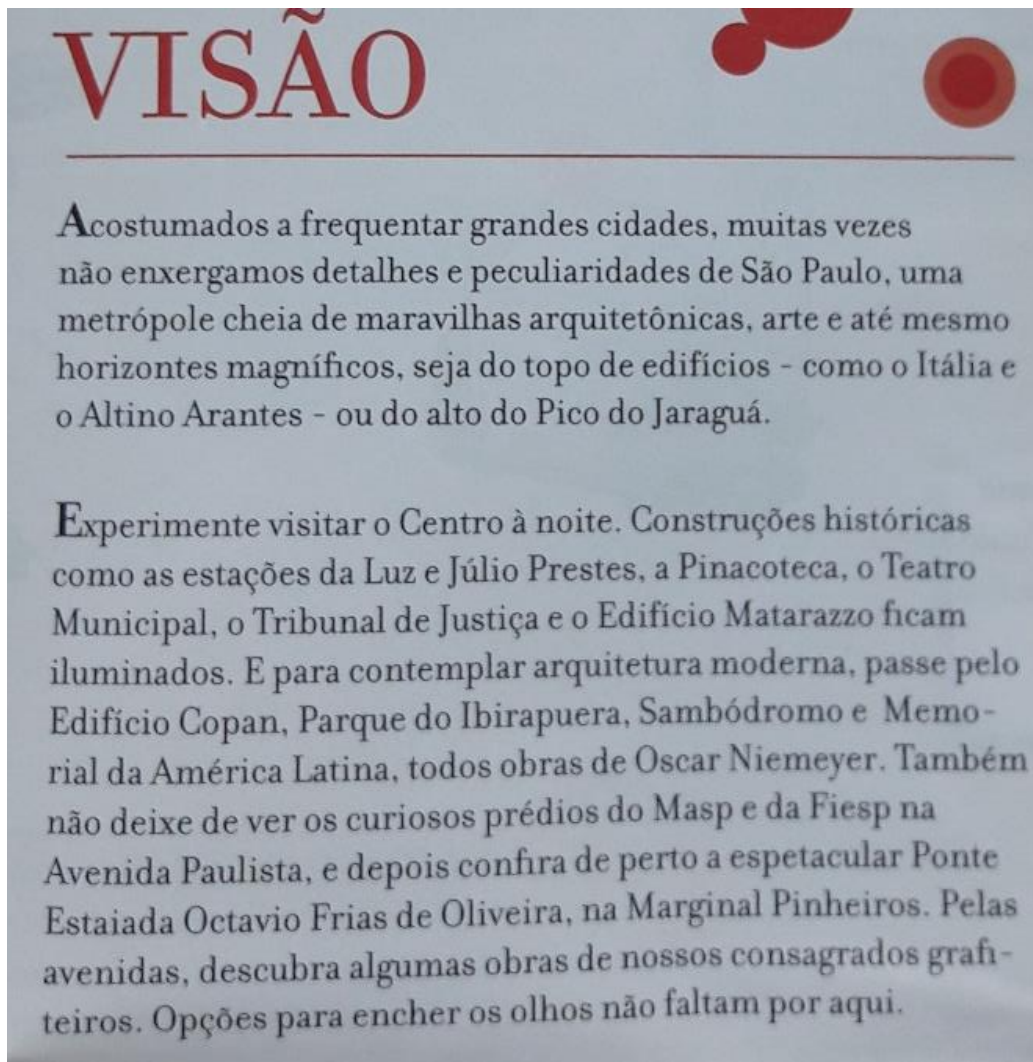 VISÃO
Acostumados a frequentar grandes cidades, muitas vezes
não enxergamos detalhes e peculiaridades de São Paulo, uma
metrópole cheia de maravilhas arquitetônicas, arte e até mesmo
horizontes magníficos, seja do topo de edifícios - como o Itália e
o Altino Arantes - ou do alto do Pico do Jaraguá.
Experimente visitar o Centro à noite. Construções históricas
como as estações da Luz e Júlio Prestes, a Pinacoteca, o Teatro
Municipal, o Tribunal de Justiça e o Edifício Matarazzo ficam
iluminados. E para contemplar arquitetura moderna, passe pelo
Edifício Copan, Parque do Ibirapuera, Sambódromo e Memo-
rial da América Latina, todos obras de Oscar Niemeyer. Também
não deixe de ver os curiosos prédios do Masp e da Fiesp na
Avenida Paulista, e depois confira de perto a espetacular Ponte
Estaiada Octavio Frias de Oliveira, na Marginal Pinheiros. Pelas
avenidas, descubra algumas obras de nossos consagrados grafi-
teiros. Opções para encher os olhos não faltam por aqui.